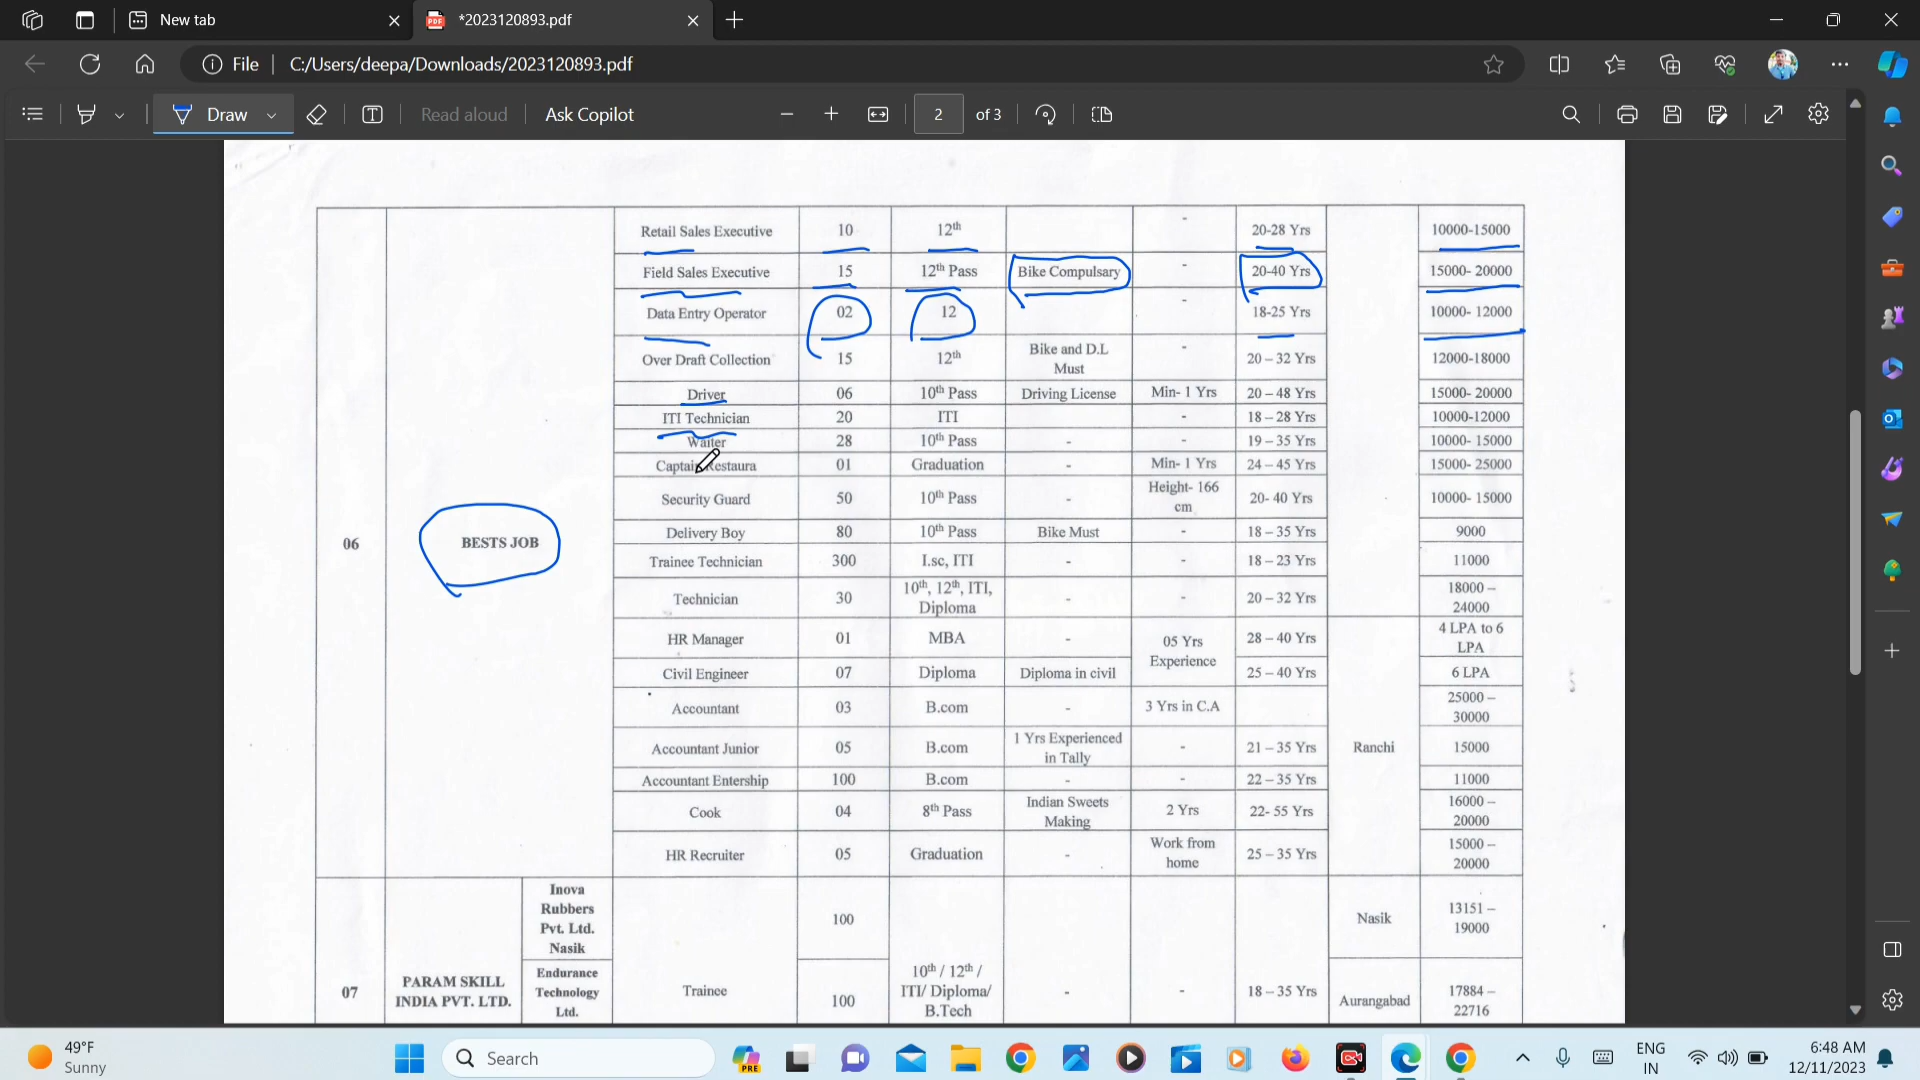 New tab
*2023120893.pdf
File
C:/Users/deepa/Downloads/2023120893.pdf
Draw
Read aloud
Ask Copilot
2 of 3
Retail Sales Executive 10 12th - 20-28 Yrs 10000-15000
Field Sales Executive 15 12th Pass Bike Compulsary - 20-40 Yrs 15000- 20000
Data Entry Operator 02 12 - 18-25 Yrs 10000- 12000
Over Draft Collection 15 12th Bike and D.L - 20 – 32 Yrs 12000-18000
Must
Driver 06 10th Pass Driving License Min- 1 Yrs 20 – 48 Yrs 15000- 20000
ITI Technician 20 ITI - 18 – 28 Yrs 10000-12000
Waiter 28 10th Pass - - 19 – 35 Yrs 10000- 15000
Captain Restaura 01 Graduation - Min- 1 Yrs 24 – 45 Yrs 15000- 25000
Security Guard 50 10th Pass - Height- 166 20- 40 Yrs 10000- 15000
cm
06 BESTS JOB
Delivery Boy 80 10th Pass Bike Must - 18 – 35 Yrs 9000
Trainee Technician 300 I.sc, ITI - - 18 – 23 Yrs 11000
Technician 30 10th, 12th, ITI, - - 20 – 32 Yrs 18000 –
Diploma 24000
HR Manager 01 MBA - 05 Yrs 28 – 40 Yrs 4 LPA to 6
Experience LPA
Civil Engineer 07 Diploma Diploma in civil 25 – 40 Yrs 6 LPA
Accountant 03 B.com - 3 Yrs in C.A 25000 –
30000
Accountant Junior 05 B.com 1 Yrs Experienced - 21 – 35 Yrs Ranchi 15000
in Tally
Accountant Entership 100 B.com - - 22 – 35 Yrs 11000
Cook 04 8th Pass Indian Sweets 2 Yrs 22- 55 Yrs 16000 –
Making 20000
HR Recruiter 05 Graduation - Work from 25 – 35 Yrs 15000 –
home 20000
Inova
Rubbers
Pvt. Ltd.
Nasik
100 Nasik 13151 –
19000
07 PARAM SKILL
INDIA PVT. LTD.
Endurance
Technology
Ltd.
Trainee 100 10th / 12th / - - 18 – 35 Yrs Aurangabad 17884 –
ITI/ Diploma/ 22716
B.Tech
49°F
Sunny
Search
PRE
ENG
IN
6:48 AM
12/11/2023